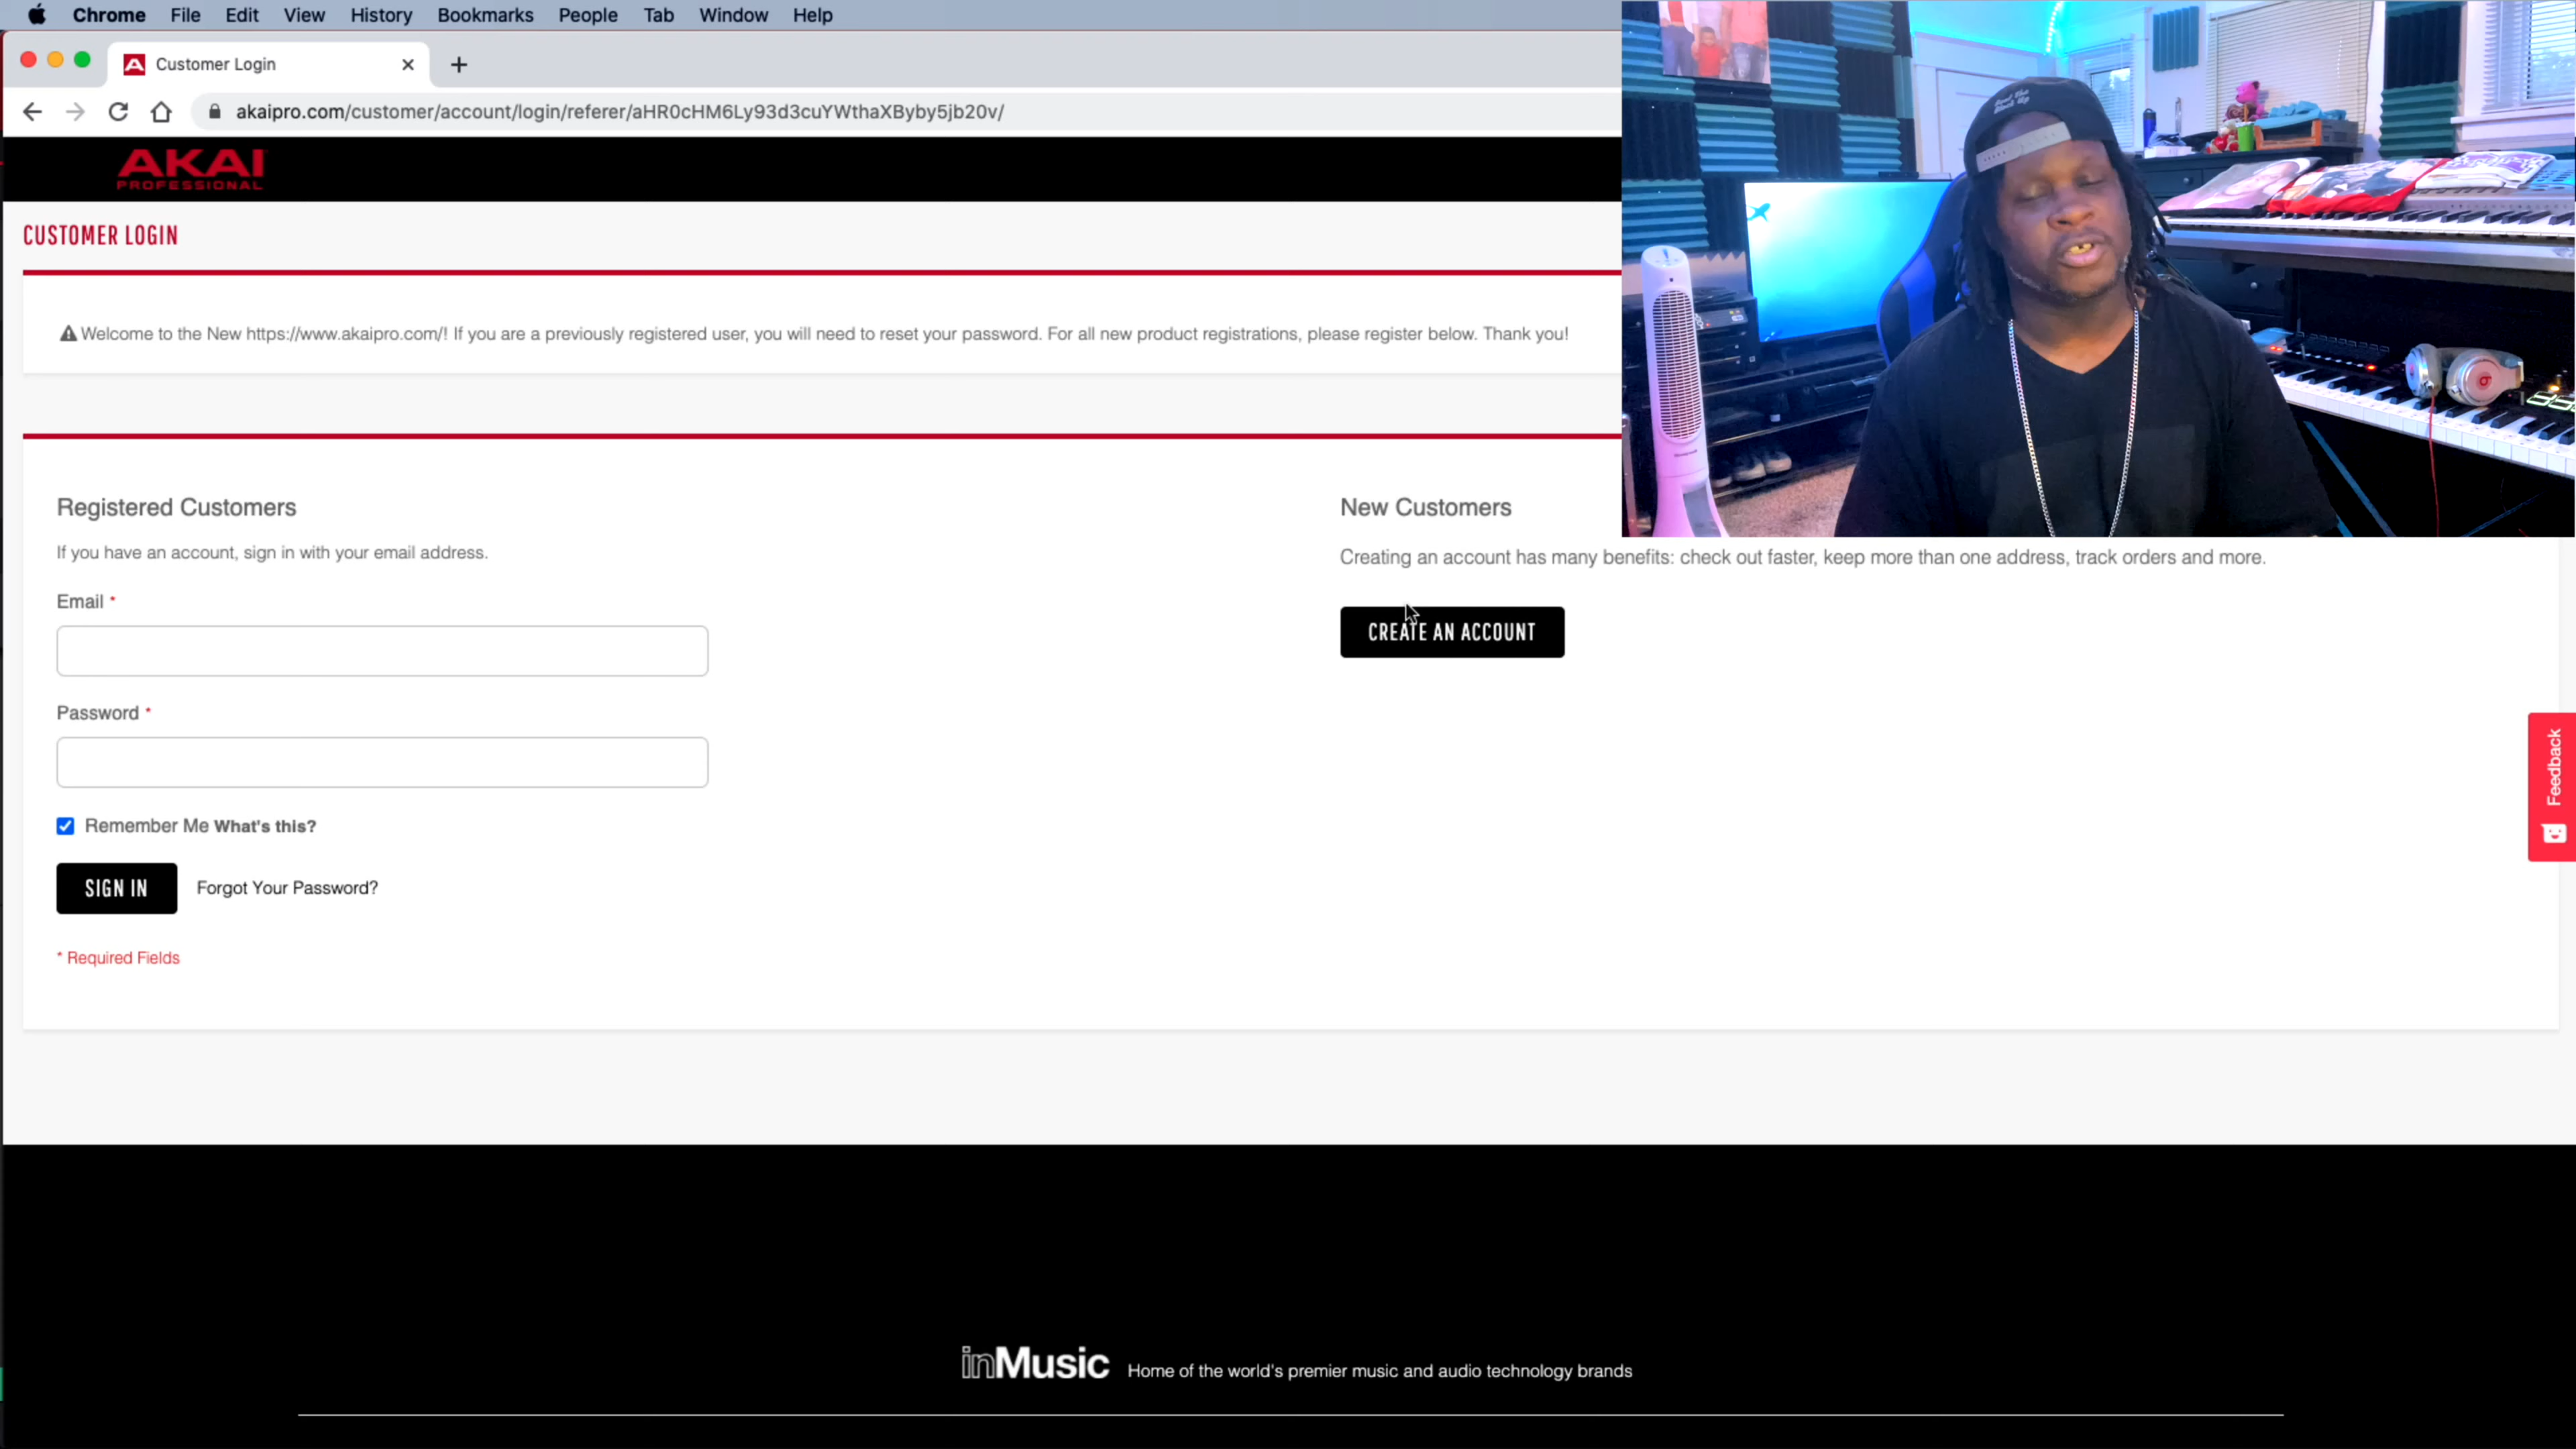 Chrome File Edit View History Bookmarks People Tab Window Help
Customer Login
akaipro.com/customer/account/login/referer/aHR0cHM6Ly93d3cuYWthaXByby5jb20v/
AKAI
PROFESSIONAL
CUSTOMER LOGIN
Welcome to the New https://www.akaipro.com/! If you are a previously registered user, you will need to reset your password. For all new product registrations, please register below. Thank you!
Registered Customers
If you have an account, sign in with your email address.
Email *
Password *
Remember Me What's this?
SIGN IN Forgot Your Password?
* Required Fields
New Customers
Creating an account has many benefits: check out faster, keep more than one address, track orders and more.
CREATE AN ACCOUNT
Feedback
inMusic Home of the world's premier music and audio technology brands